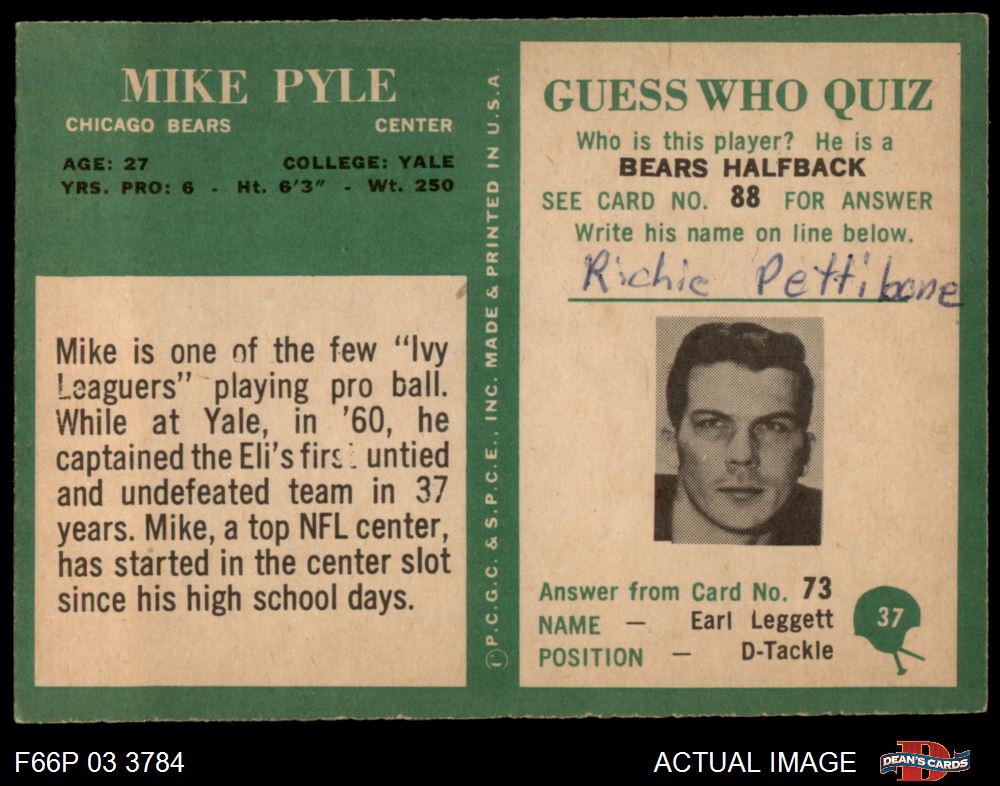 MIKE PYLE
CHICAGO BEARS CENTER
AGE: 27 COLLEGE: YALE
YRS. PRO: 6 - Ht. 6'3" - Wt. 250
Mike is one of the few "Ivy
Leaguers" playing pro ball.
While at Yale, in '60, he
captained the Eli's first untied
and undefeated team in 37
years. Mike, a top NFL center,
has started in the center slot
since his high school days.
© P.C.G.C. & S.P.C.E., INC. MADE & PRINTED IN U.S.A.
GUESS WHO QUIZ
Who is this player? He is a
BEARS HALFBACK
SEE CARD NO. 88 FOR ANSWER
Write his name on line below.
Richie Pettibone
Answer from Card No. 73
NAME — Earl Leggett
POSITION — D-Tackle
37
F66P 03 3784
ACTUAL IMAGE
DEAN'S CARDS